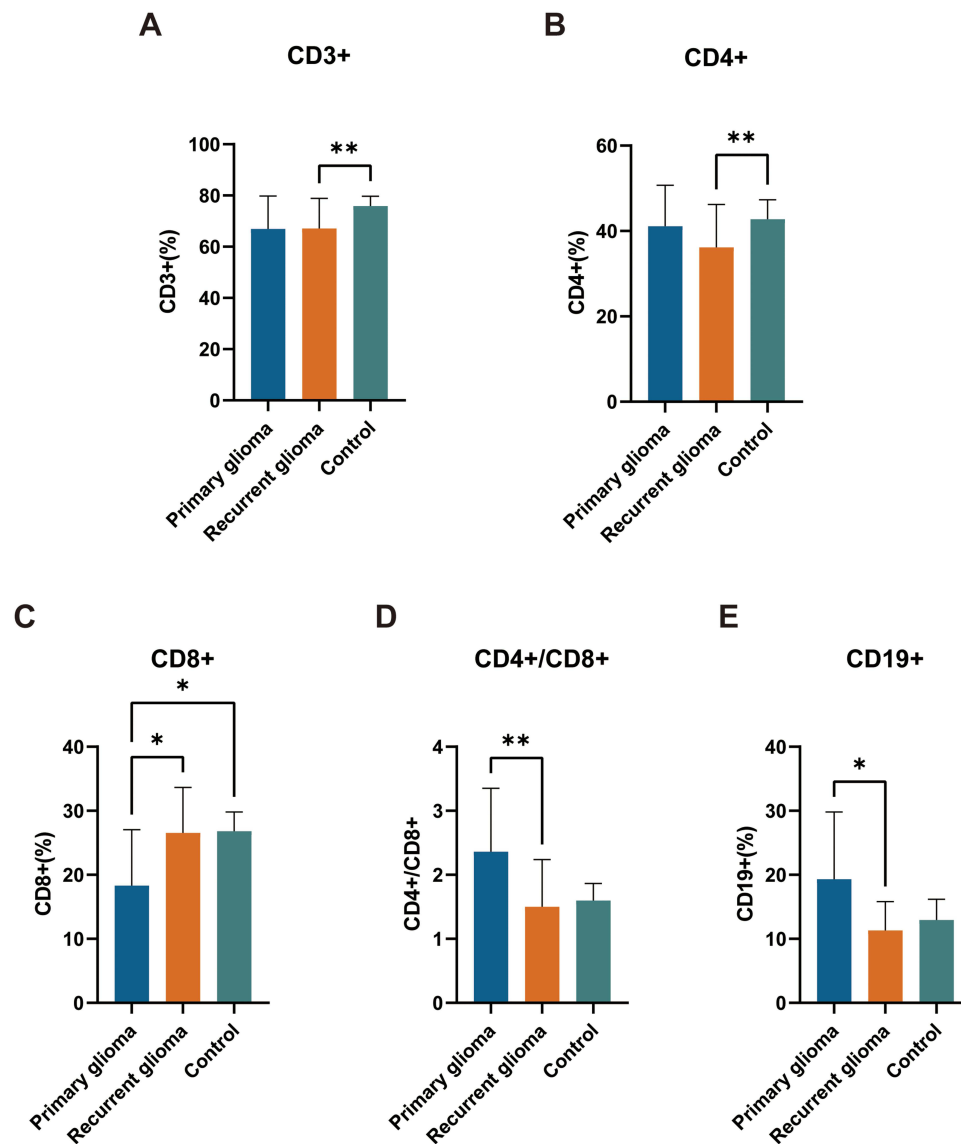 A
CD3+
CD3+(%)
100
80
60
40
20
0
**
Primary glioma
Recurrent glioma
Control
B
CD4+
CD4+(%)
60
40
20
0
**
Primary glioma
Recurrent glioma
Control
C
CD8+
CD8+(%)
40
30
20
10
0
*
*
Primary glioma
Recurrent glioma
Control
D
CD4+/CD8+
CD4+/CD8+
4
3
2
1
0
**
Primary glioma
Recurrent glioma
Control
E
CD19+
CD19+(%)
40
30
20
10
0
*
Primary glioma
Recurrent glioma
Control